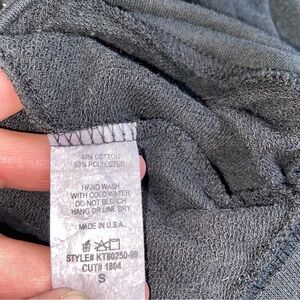 40% COTTON
60% POLYESTER
HAND WASH
WITH COLD WATER
DO NOT BLEACH
HANG OR LINE DRY
MADE IN U.S.A.
STYLE# KT80250-99
CUT# 1804
S